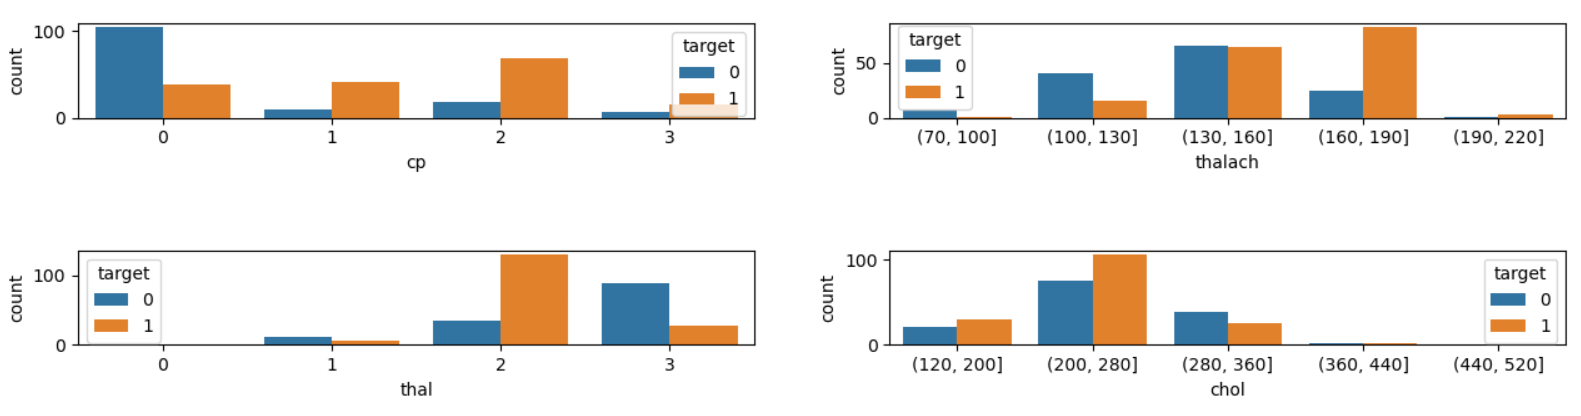 100
0
count
target
0
1
0 1 2 3
cp
50
0
count
target
0
1
(70, 100] (100, 130] (130, 160] (160, 190] (190, 220]
thalach
100
0
count
target
0
1
0 1 2 3
thal
100
0
count
target
0
1
(120, 200] (200, 280] (280, 360] (360, 440] (440, 520]
chol